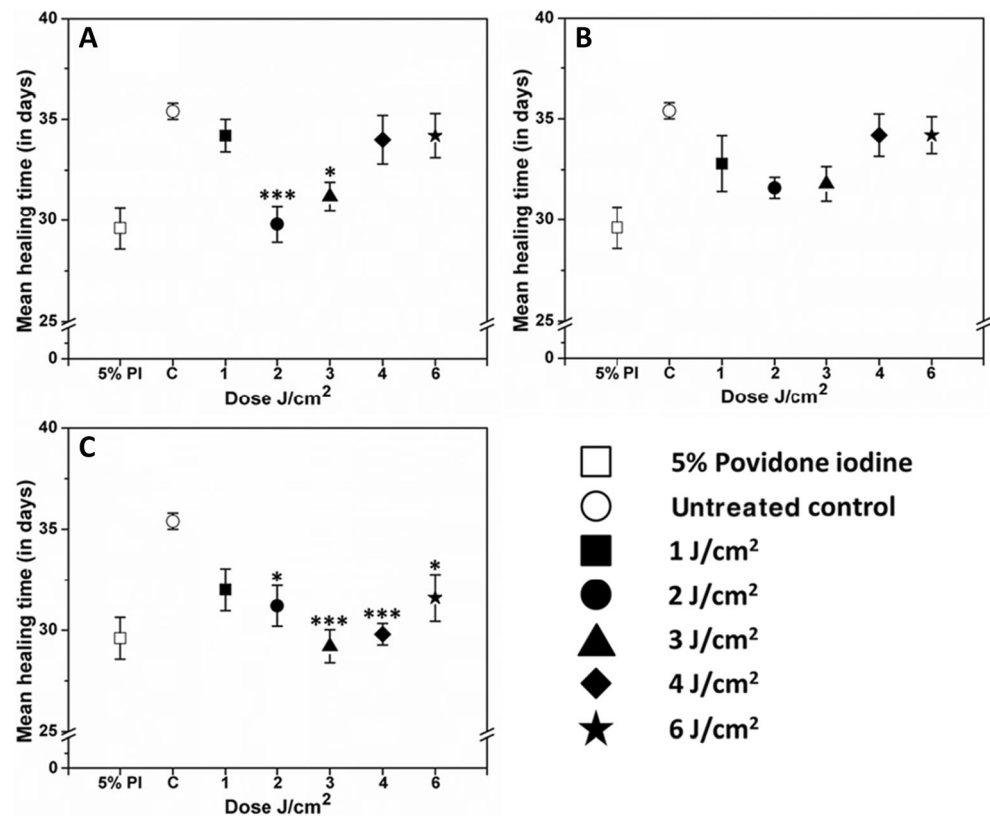 A
Mean healing time (in days)
40
35
30
25
0
***
*
5% PI C 1 2 3 4 6
Dose J/cm²
B
Mean healing time (in days)
40
35
30
25
0
5% PI C 1 2 3 4 6
Dose J/cm²
C
Mean healing time (in days)
40
35
30
25
0
*
***
***
*
5% PI C 1 2 3 4 6
Dose J/cm²
5% Povidone iodine
Untreated control
1 J/cm²
2 J/cm²
3 J/cm²
4 J/cm²
6 J/cm²